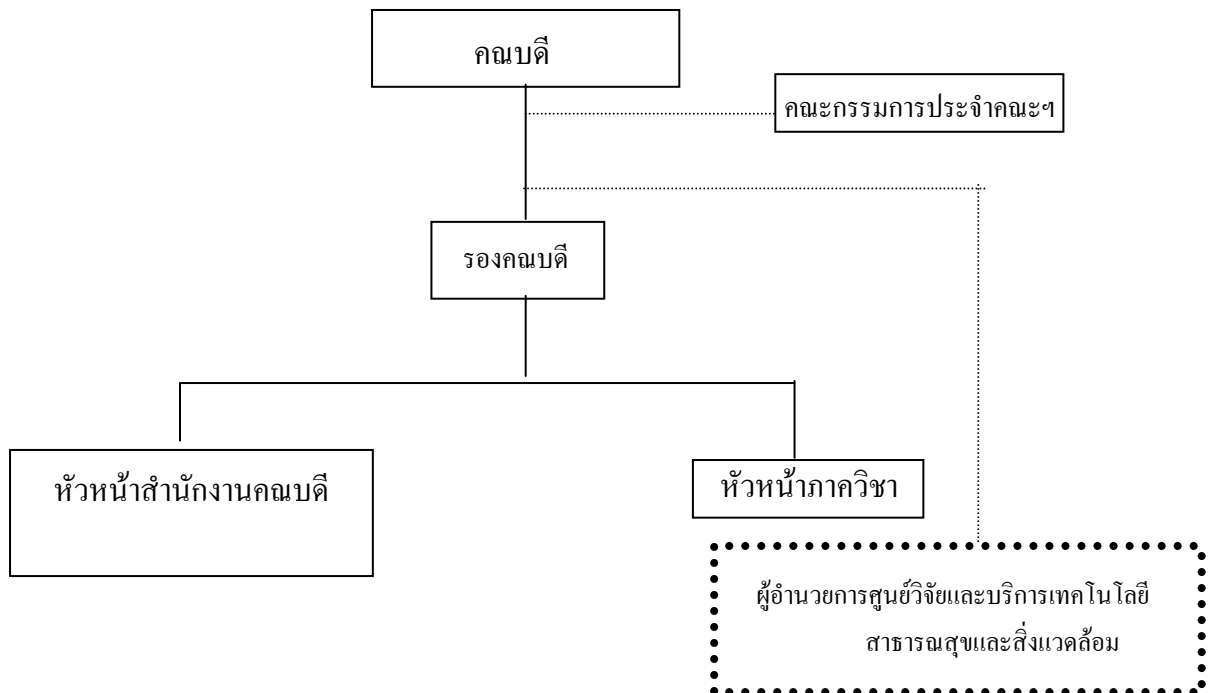 คณบดี
คณะกรรมการประจำคณะฯ
รองคณบดี
หัวหน้าสำนักงานคณบดี
หัวหน้าภาควิชา
ผู้อำนวยการศูนย์วิจัยและบริการเทคโนโลยี
สาธารณสุขและสิ่งแวดล้อม